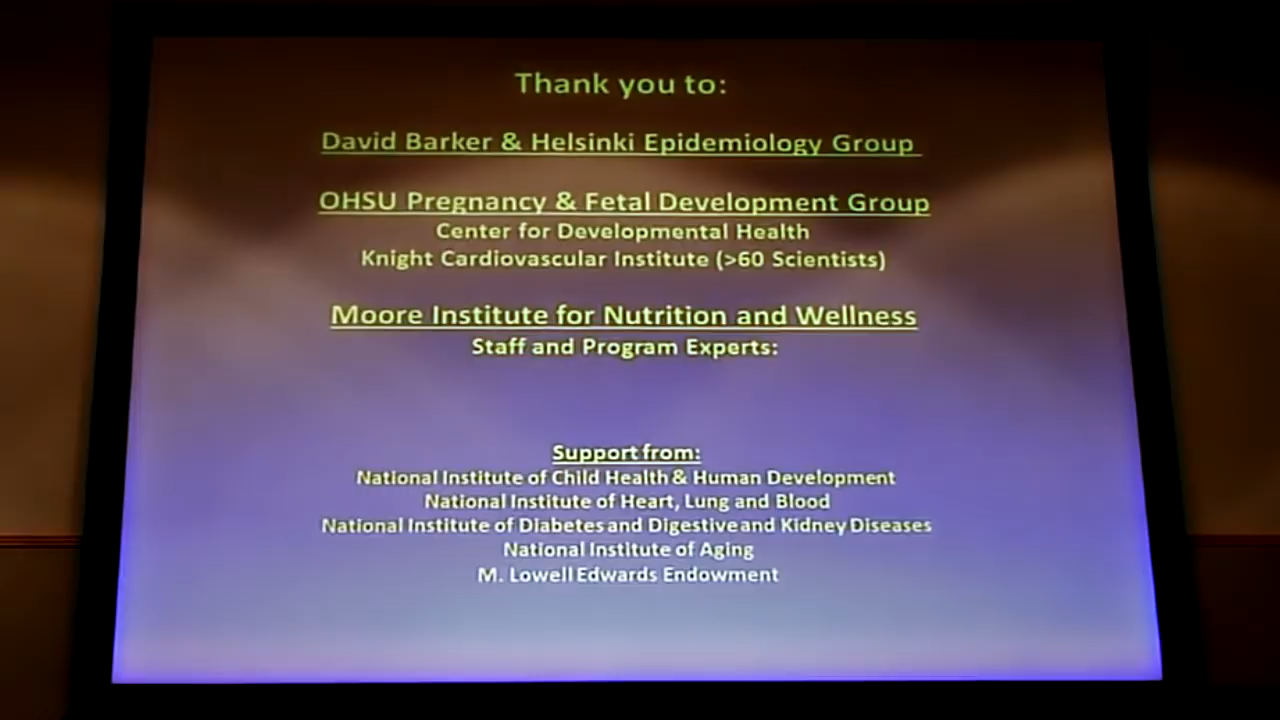 Thank you to:
David Barker & Helsinki Epidemiology Group
OHSU Pregnancy & Fetal Development Group
Center for Developmental Health
Knight Cardiovascular Institute (>60 Scientists)
Moore Institute for Nutrition and Wellness
Staff and Program Experts:
Support from:
National Institute of Child Health & Human Development
National Institute of Heart, Lung and Blood
National Institute of Diabetes and Digestive and Kidney Diseases
National Institute of Aging
M. Lowell Edwards Endowment